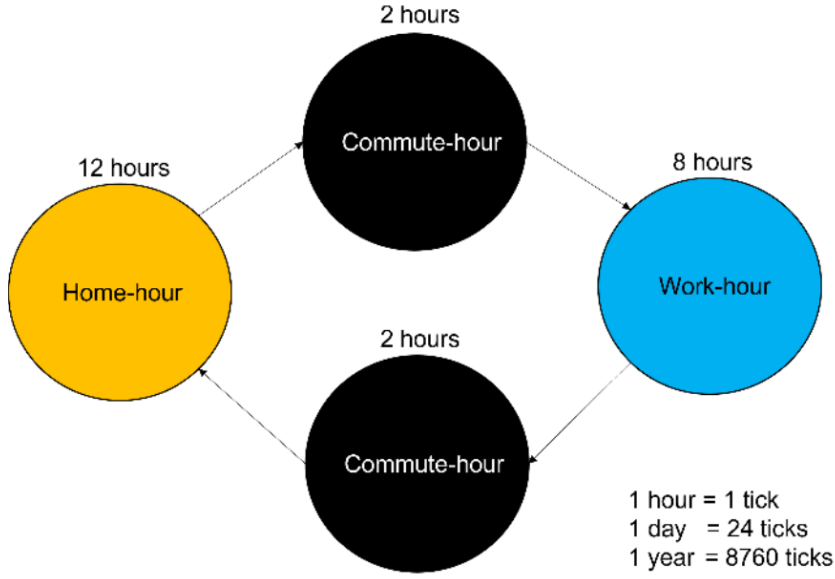 2 hours
Commute-hour
12 hours
Home-hour
8 hours
Work-hour
2 hours
Commute-hour
1 hour = 1 tick
1 day = 24 ticks
1 year = 8760 ticks